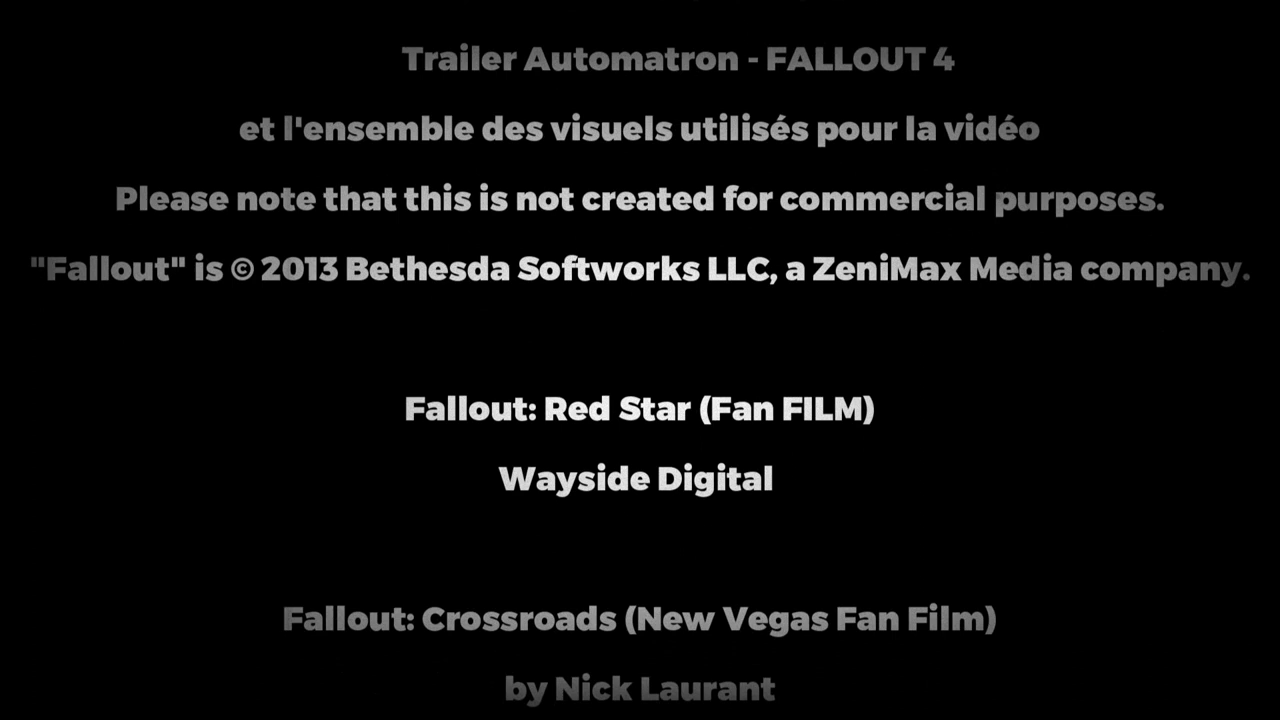 Trailer Automatron - FALLOUT 4
et l'ensemble des visuels utilisés pour la vidéo
Please note that this is not created for commercial purposes.
"Fallout" is © 2013 Bethesda Softworks LLC, a ZeniMax Media company.
Fallout: Red Star (Fan FILM)
Wayside Digital
Fallout: Crossroads (New Vegas Fan Film)
by Nick Laurant